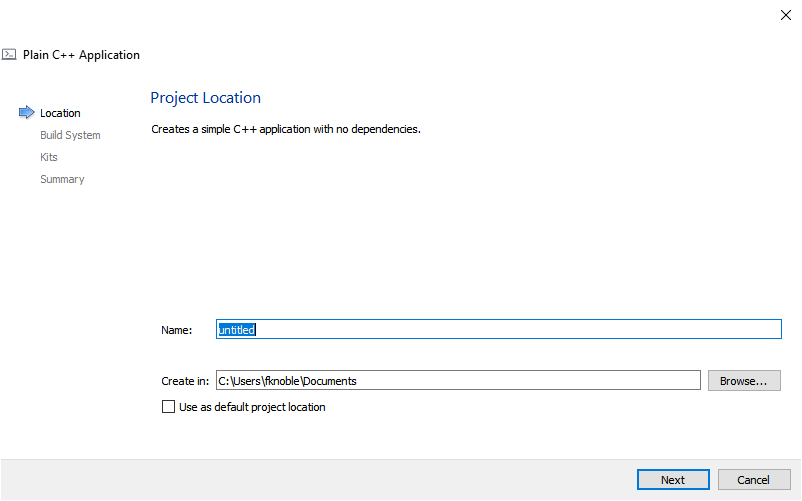 Plain C++ Application
Location
Build System
Kits
Summary
Project Location
Creates a simple C++ application with no dependencies.
Name: untitled
Create in: C:\Users\fknoble\Documents Browse...
Use as default project location
Next Cancel